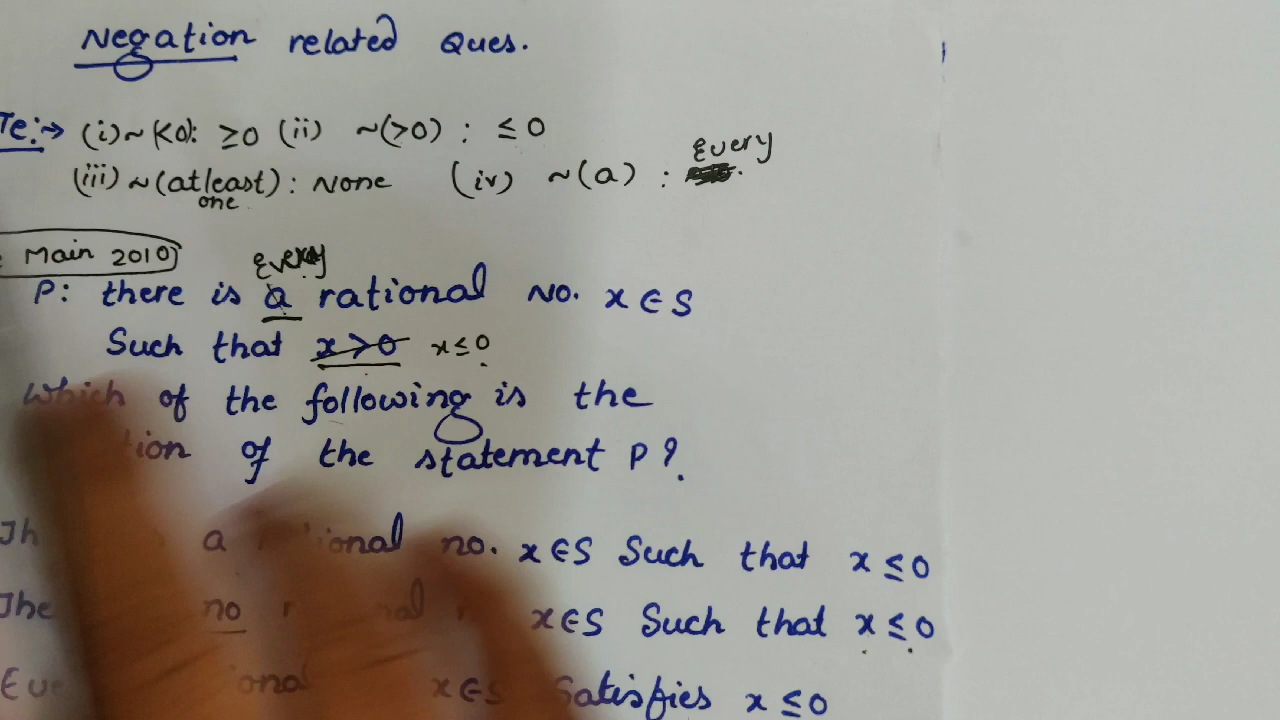 Negation related Ques.
Te:→ (i) ~ (<0): ≥0 (ii) ~(>0) : ≤ 0
every
(iii) ~ (atleast) : None (iv) ~(a) :
one
Main 2010
every
P: there is a rational No. x ∈ S
Such that x>0 x≤0
Which of the following is the
tion of the statement P?
a no. x ∈ S Such that x ≤ 0
no x ∈ S Such that x ≤ 0
x ∈ S Satisfies x ≤ 0